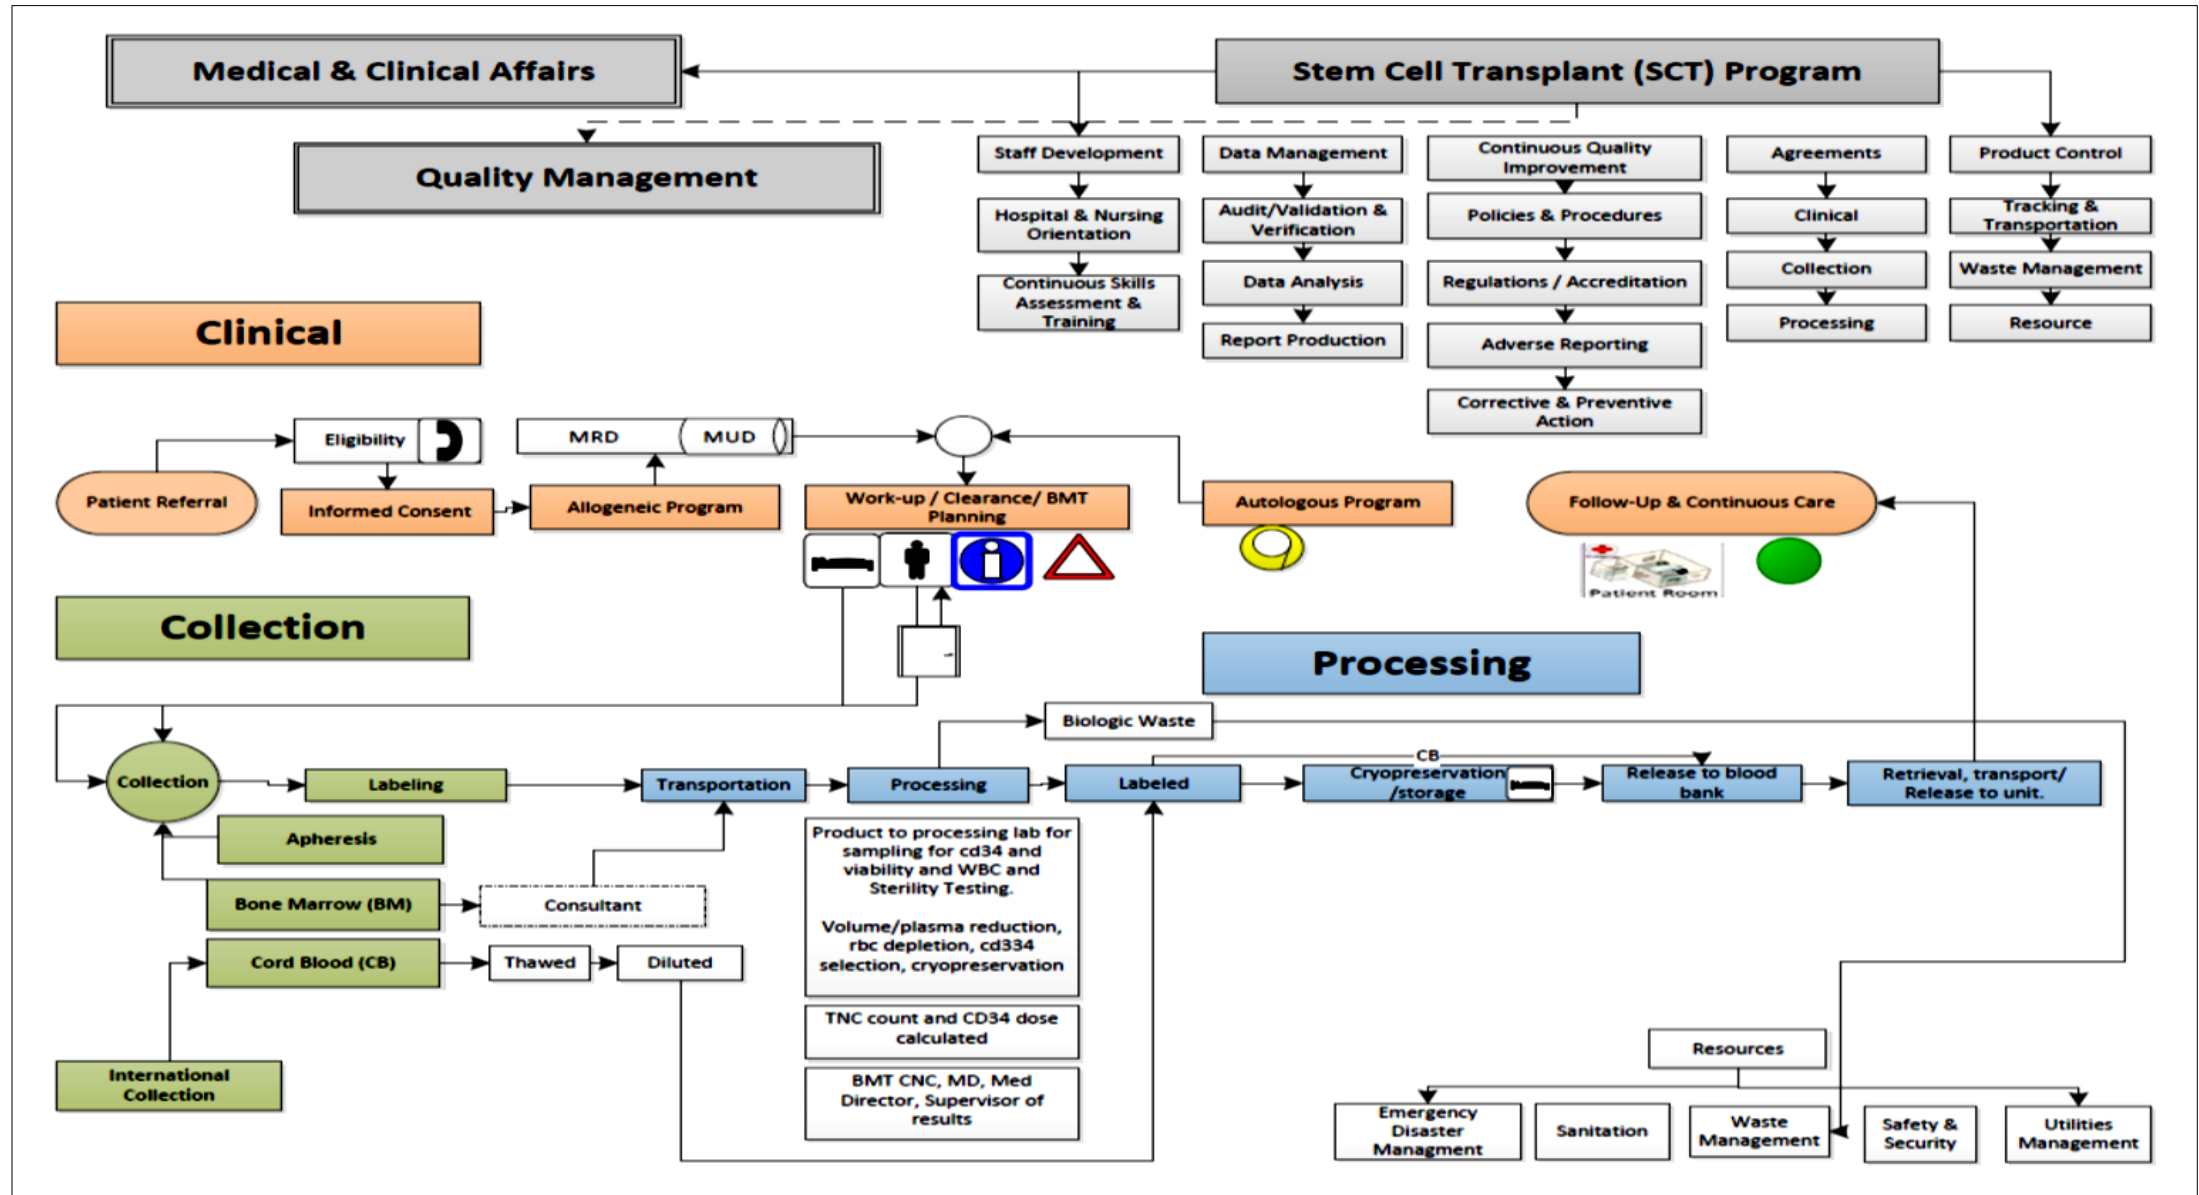 Medical & Clinical Affairs
Stem Cell Transplant (SCT) Program
Quality Management
Staff Development
Hospital & Nursing
Orientation
Continuous Skills
Assessment &
Training
Data Management
Audit/Validation &
Verification
Data Analysis
Report Production
Continuous Quality
Improvement
Policies & Procedures
Regulations / Accreditation
Adverse Reporting
Corrective & Preventive
Action
Agreements
Clinical
Collection
Processing
Product Control
Tracking &
Transportation
Waste Management
Resource
Clinical
Patient Referral
Eligibility
Informed Consent
MRD
MUD
Allogeneic Program
Work-up / Clearance/ BMT
Planning
Autologous Program
Follow-Up & Continuous Care
Patient Room
Collection
Processing
Biologic Waste
CB
Collection
Labeling
Transportation
Processing
Labeled
Cryopreservation
/storage
Release to blood
bank
Retrieval, transport/
Release to unit.
Apheresis
Bone Marrow (BM)
Consultant
Cord Blood (CB)
Thawed
Diluted
International
Collection
Product to processing lab for
sampling for cd34 and
viability and WBC and
Sterility Testing.
Volume/plasma reduction,
rbc depletion, cd334
selection, cryopreservation
TNC count and CD34 dose
calculated
BMT CNC, MD, Med
Director, Supervisor of
results
Resources
Emergency
Disaster
Managment
Sanitation
Waste
Management
Safety &
Security
Utilities
Management